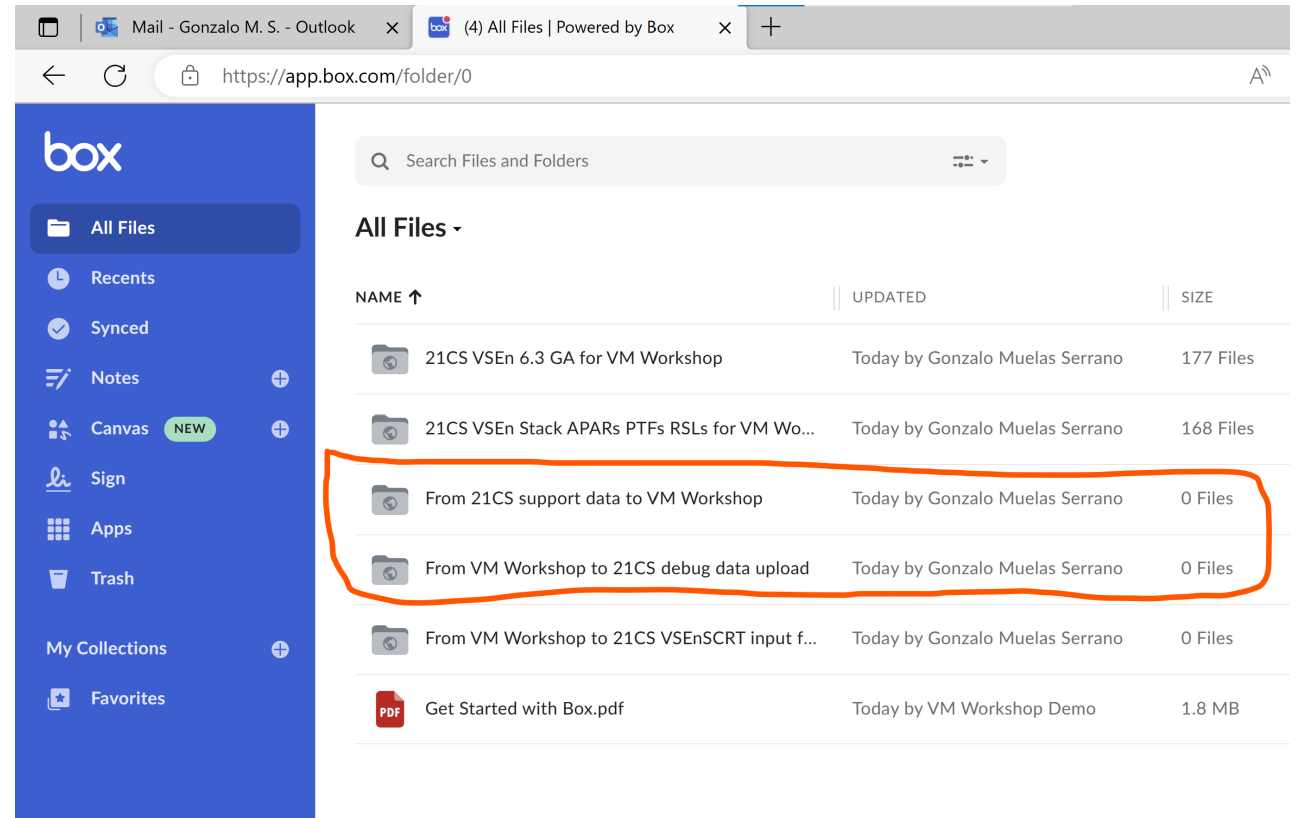 Mail - Gonzalo M. S. - Outlook
box
(4) All Files | Powered by Box
https://app.box.com/folder/0
box
Search Files and Folders
All Files
Recents
Synced
Notes
Canvas NEW
Sign
Apps
Trash
My Collections
Favorites
All Files
NAME UPDATED SIZE
21CS VSEn 6.3 GA for VM Workshop Today by Gonzalo Muelas Serrano 177 Files
21CS VSEn Stack APARs PTFs RSLs for VM Wo... Today by Gonzalo Muelas Serrano 168 Files
From 21CS support data to VM Workshop Today by Gonzalo Muelas Serrano 0 Files
From VM Workshop to 21CS debug data upload Today by Gonzalo Muelas Serrano 0 Files
From VM Workshop to 21CS VSEnSCRT input f... Today by Gonzalo Muelas Serrano 0 Files
PDF Get Started with Box.pdf Today by VM Workshop Demo 1.8 MB